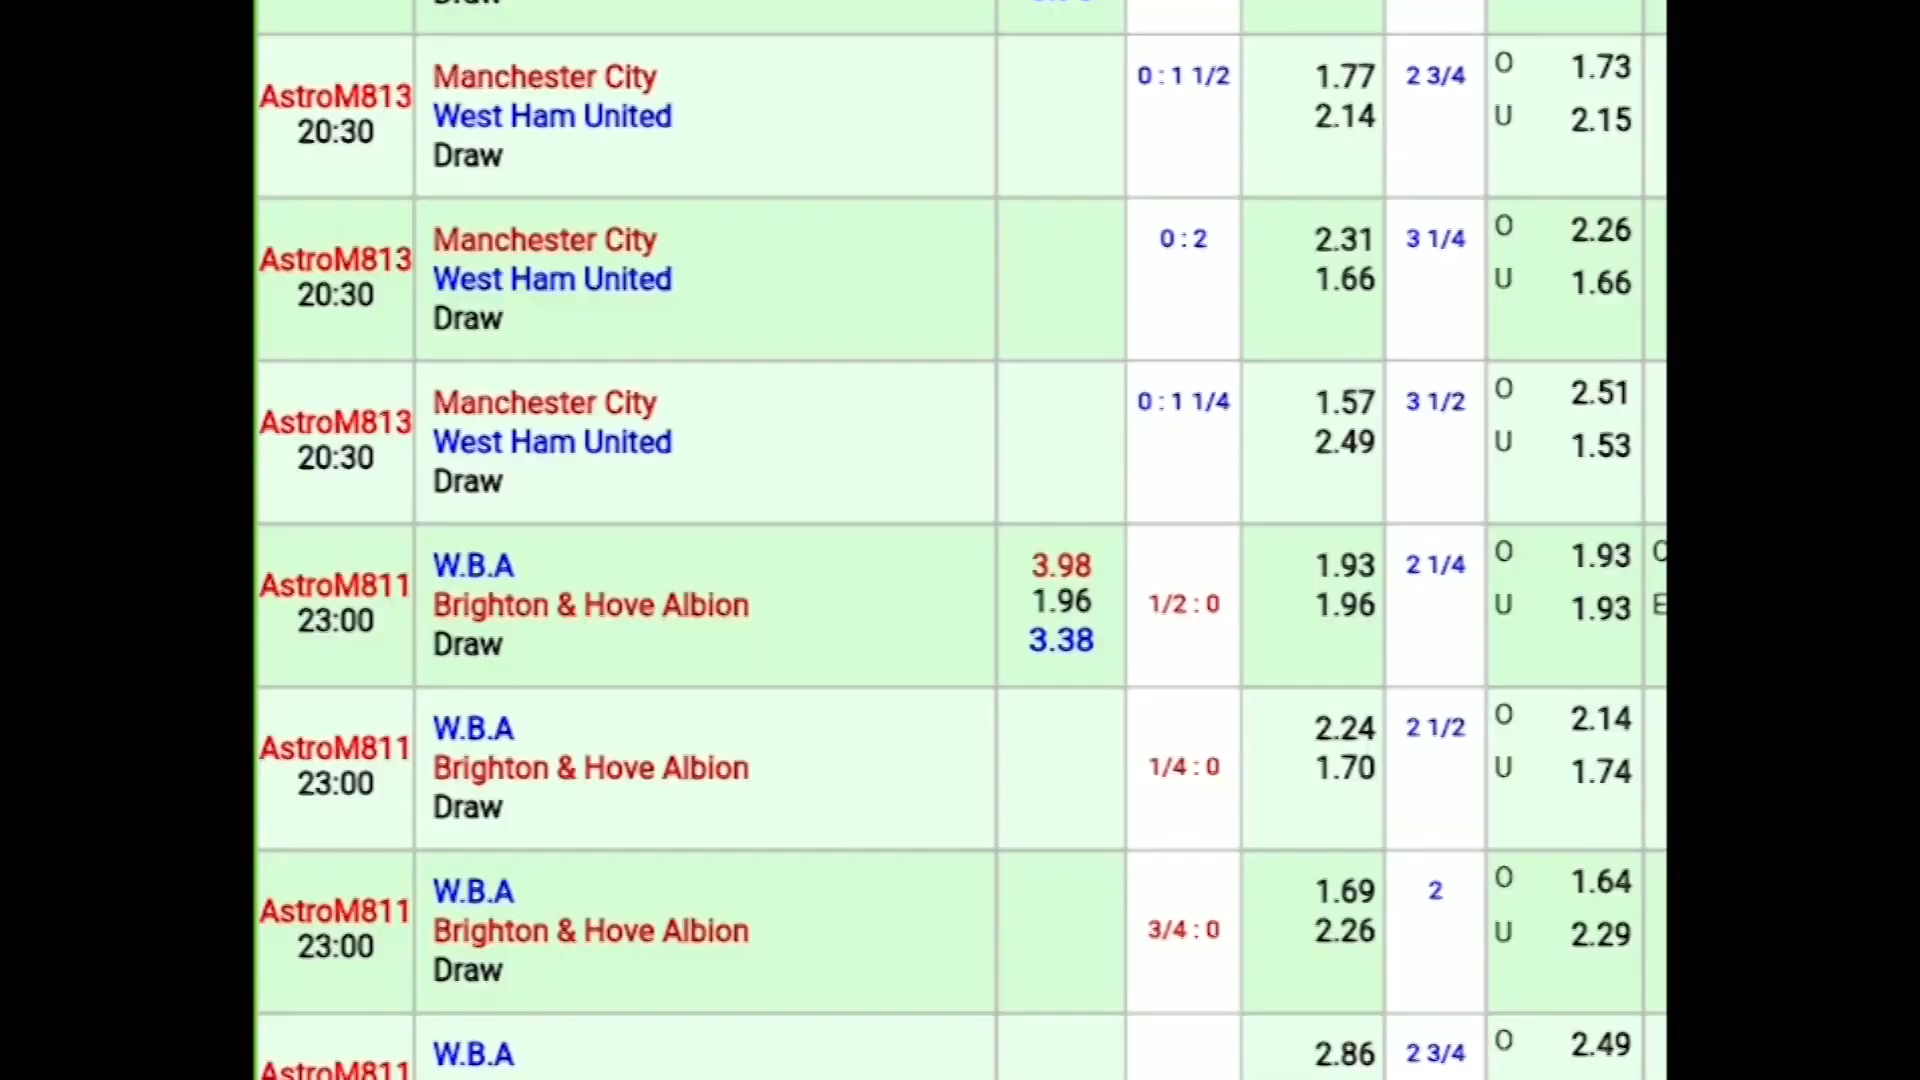 Draw
AstroM813
20:30
Manchester City
West Ham United
Draw
0 : 1 1/2
1.77
2.14
2 3/4
O 1.73
U 2.15
AstroM813
20:30
Manchester City
West Ham United
Draw
0 : 2
2.31
1.66
3 1/4
O 2.26
U 1.66
AstroM813
20:30
Manchester City
West Ham United
Draw
0 : 1 1/4
1.57
2.49
3 1/2
O 2.51
U 1.53
AstroM811
23:00
W.B.A
Brighton & Hove Albion
Draw
3.98
1.96
3.38
1/2 : 0
1.93
1.96
2 1/4
O 1.93
U 1.93
E
AstroM811
23:00
W.B.A
Brighton & Hove Albion
Draw
1/4 : 0
2.24
1.70
2 1/2
O 2.14
U 1.74
AstroM811
23:00
W.B.A
Brighton & Hove Albion
Draw
3/4 : 0
1.69
2.26
2
O 1.64
U 2.29
AstroM811
W.B.A
2.86
2 3/4
O 2.49